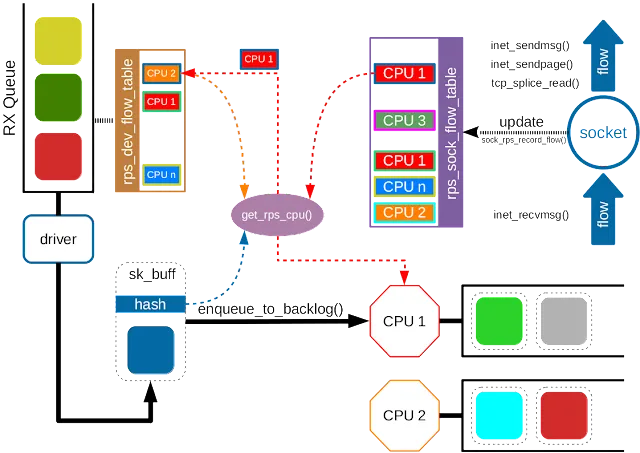 RX Queue
rps_dev_flow_table
CPU 2
CPU 1
CPU n
CPU 1
CPU 1
CPU 3
CPU 1
CPU n
CPU 2
rps_sock_flow_table
inet_sendmsg()
inet_sendpage()
tcp_splice_read()
flow
update
sock_rps_record_flow()
socket
inet_recvmsg()
flow
get_rps_cpu()
driver
sk_buff
hash
enqueue_to_backlog()
CPU 1
CPU 2